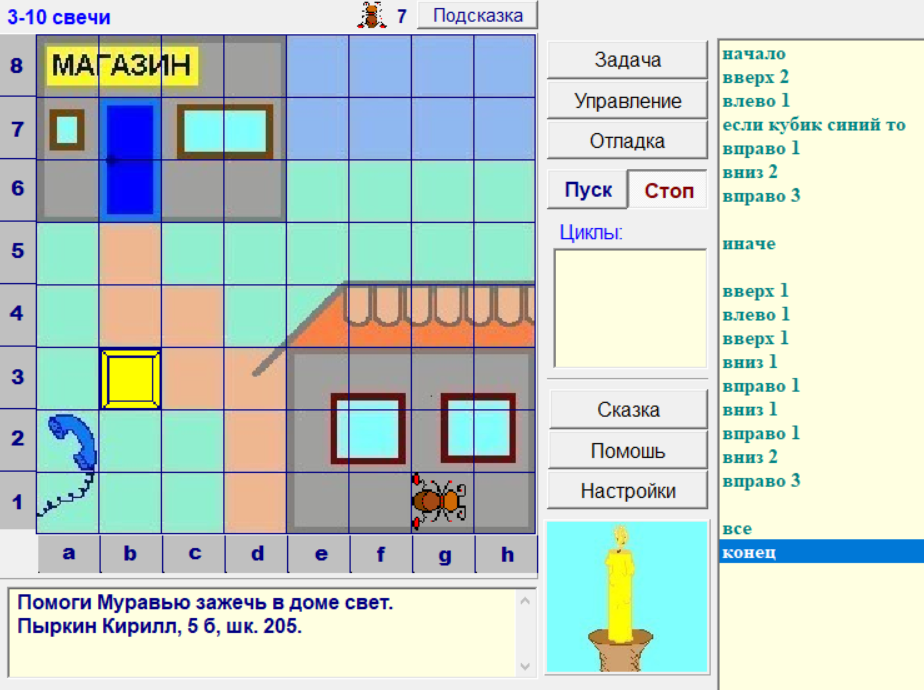 3-10 свечи
7
Подсказка
8
МАГАЗИН
7
6
5
4
3
2
1
a b c d e f g h
Помоги Муравью зажечь в доме свет.
Пыркин Кирилл, 5 б, шк. 205.
Задача
Управление
Отладка
Пуск
Стоп
Циклы:
Сказка
Помошь
Настройки
начало
вверх 2
влево 1
если кубик синий то
вправо 1
вниз 2
вправо 3
иначе
вверх 1
влево 1
вверх 1
вниз 1
вправо 1
вниз 1
вправо 1
вниз 2
вправо 3
все
конец